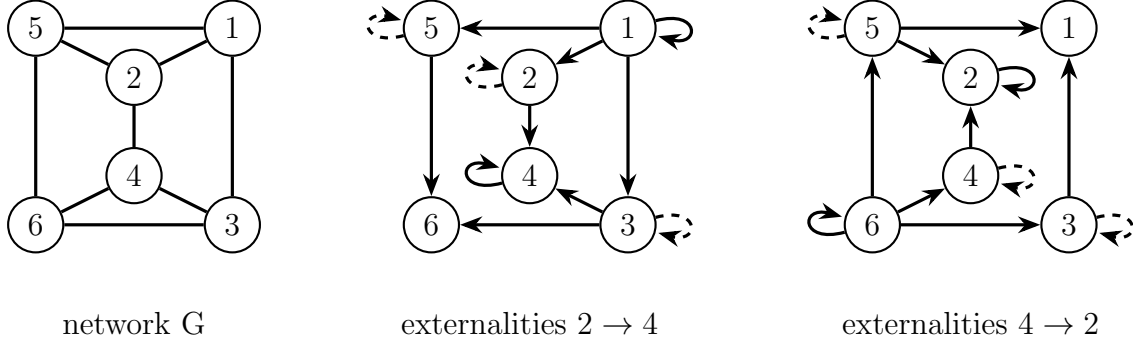 5 1 5 1 5 1
2 2 2
4 4 4
6 3 6 3 6 3
network G externalities 2 → 4 externalities 4 → 2